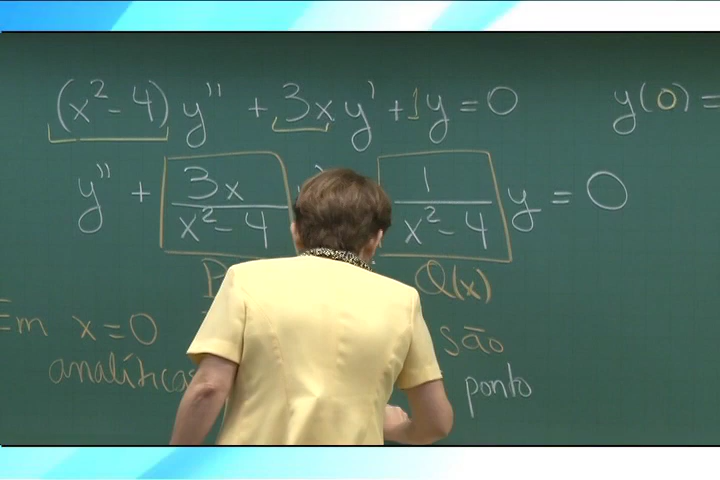 (x² - 4) y'' + 3x y' + 1y = 0 y(0) =
y'' + 3x / (x² - 4) 1 / (x² - 4) y = 0
Q(x)
Em x = 0 são
analíticas ponto